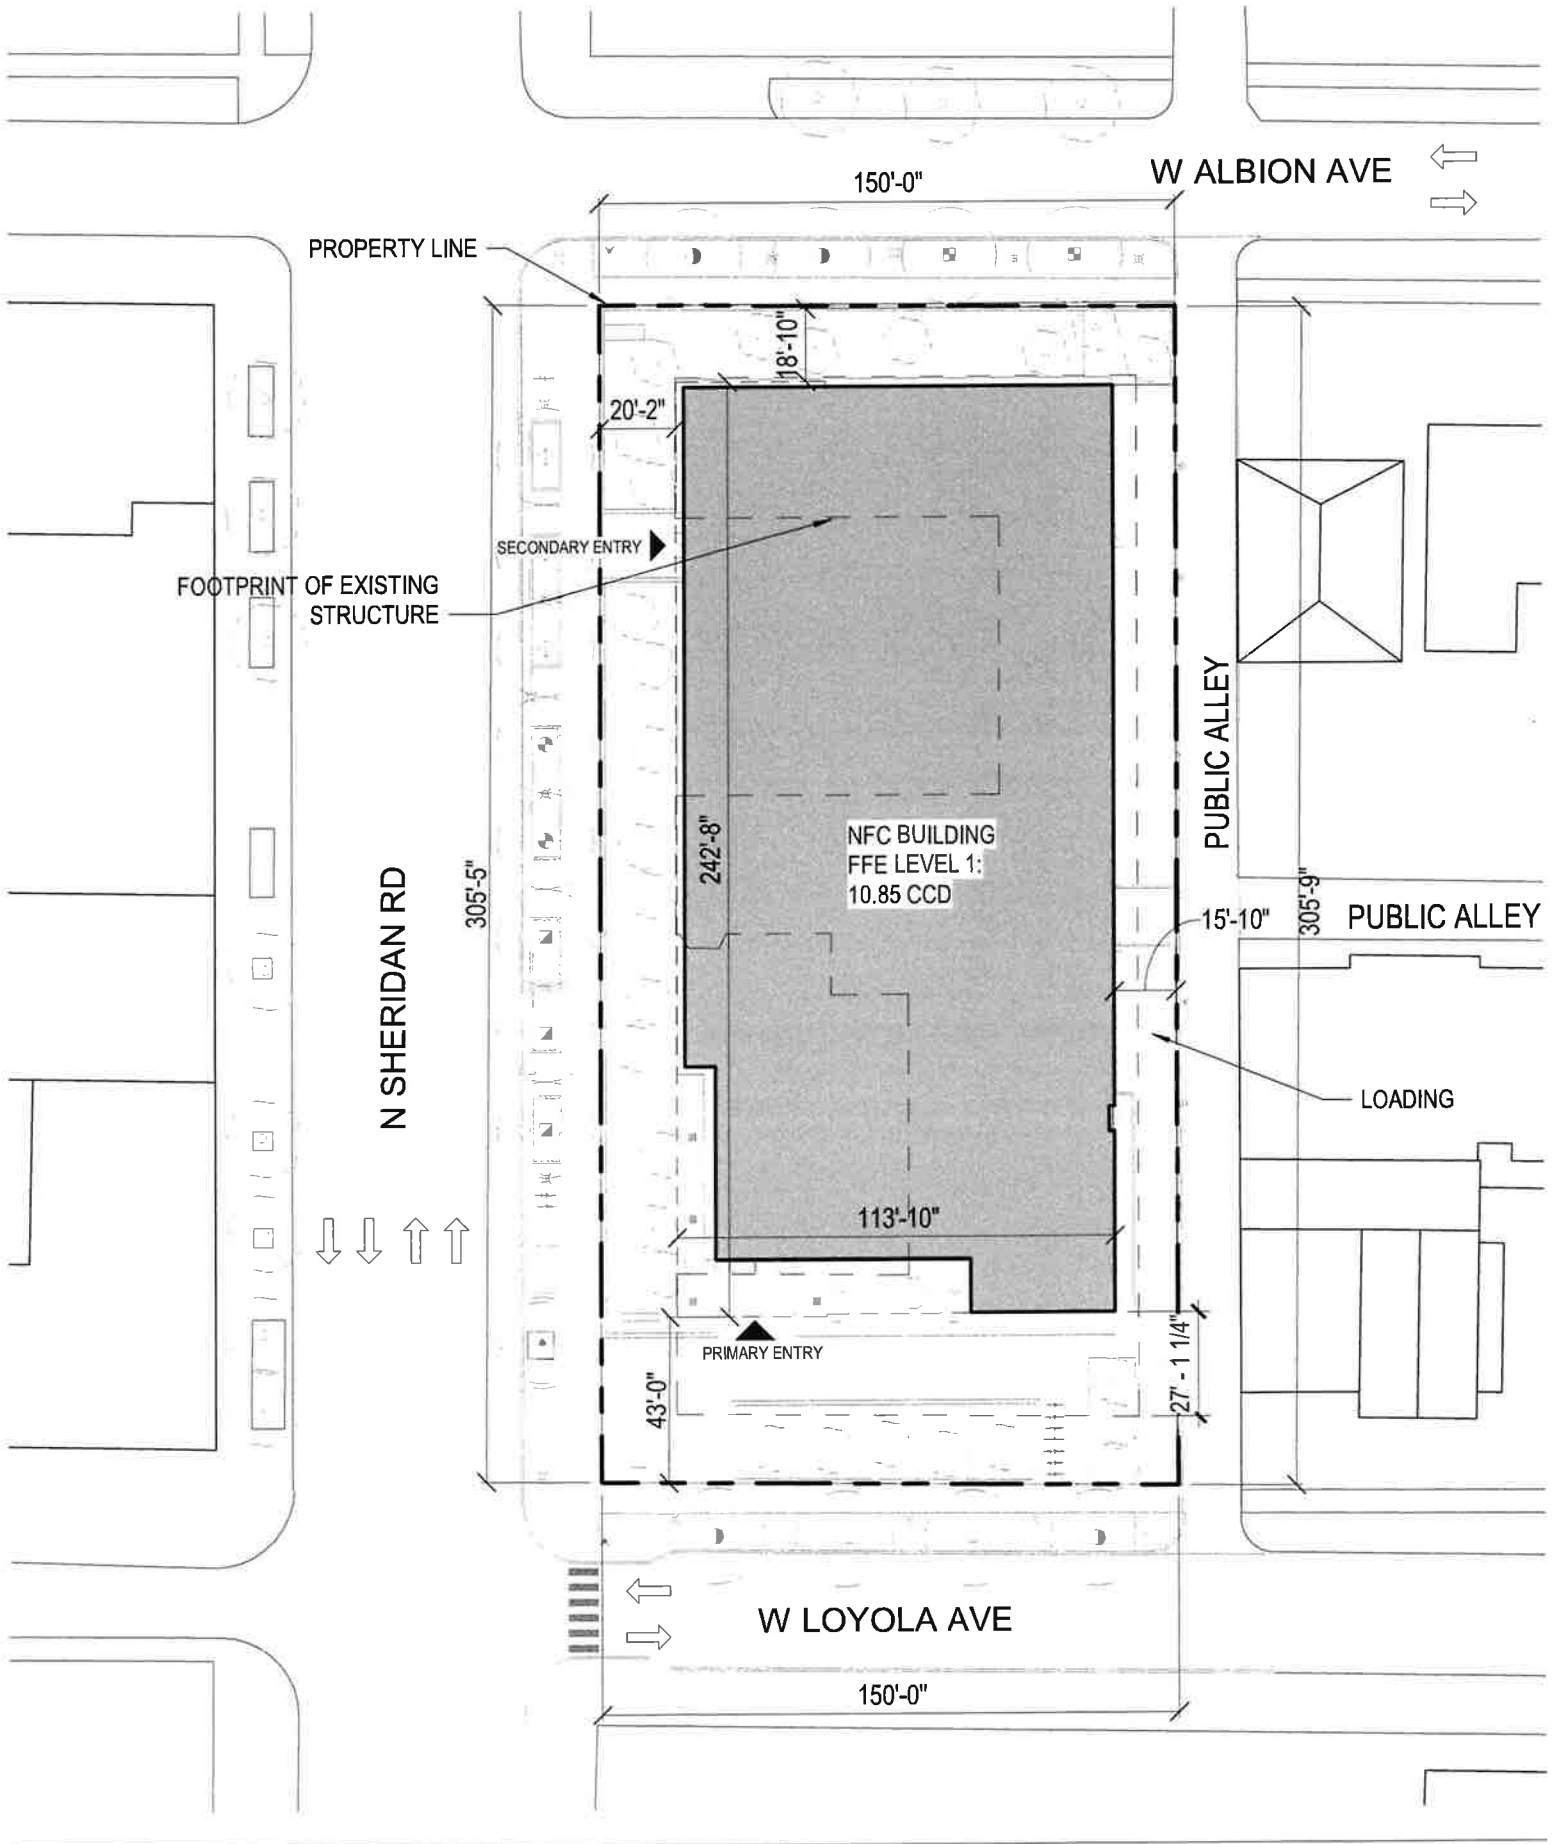 W ALBION AVE
150'-0"
PROPERTY LINE
18'-10"
20'-2"
SECONDARY ENTRY
FOOTPRINT OF EXISTING
STRUCTURE
PUBLIC ALLEY
242'-8"
NFC BUILDING
FFE LEVEL 1:
10.85 CCD
N SHERIDAN RD
305'-5"
305'-9"
15'-10"
PUBLIC ALLEY
LOADING
113'-10"
PRIMARY ENTRY
43'-0"
27' - 1 1/4"
W LOYOLA AVE
150'-0"